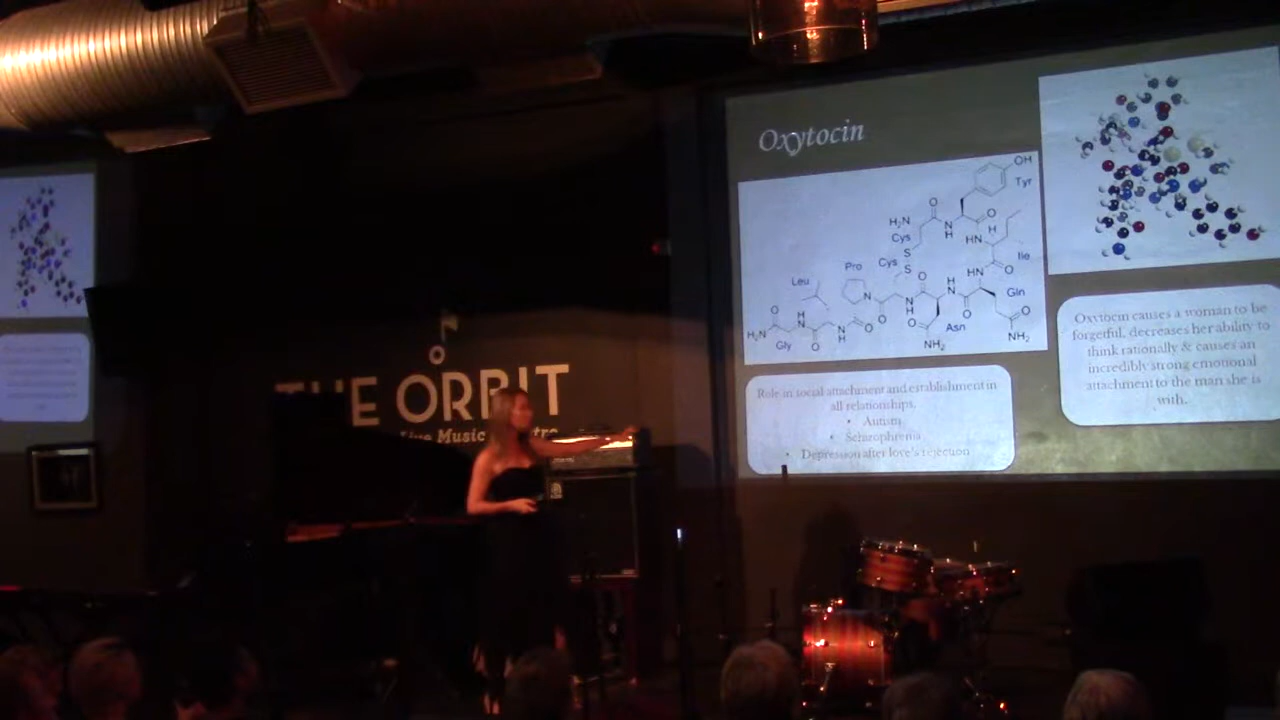 Oxytocin
OH
Tyr
H₂N
O
N
H
O
Cys
HN
H
S
Cys
S
Ile
O
HN
Pro
Leu
N
O
O
NH
H
N
O
Gln
O
H
N
O
O
N
H
O
O
NH₂
H₂N
Gly
Asn
NH₂
Oxytocin causes a woman to be
forgetful, decreases her ability to
think rationally & causes an
incredibly strong emotional
attachment to the man she is
with.
Role in social attachment and establishment in
all relationships.
• Autism
• Schizophrenia
• Depression after love's rejection
THE ORBIT
Live Music